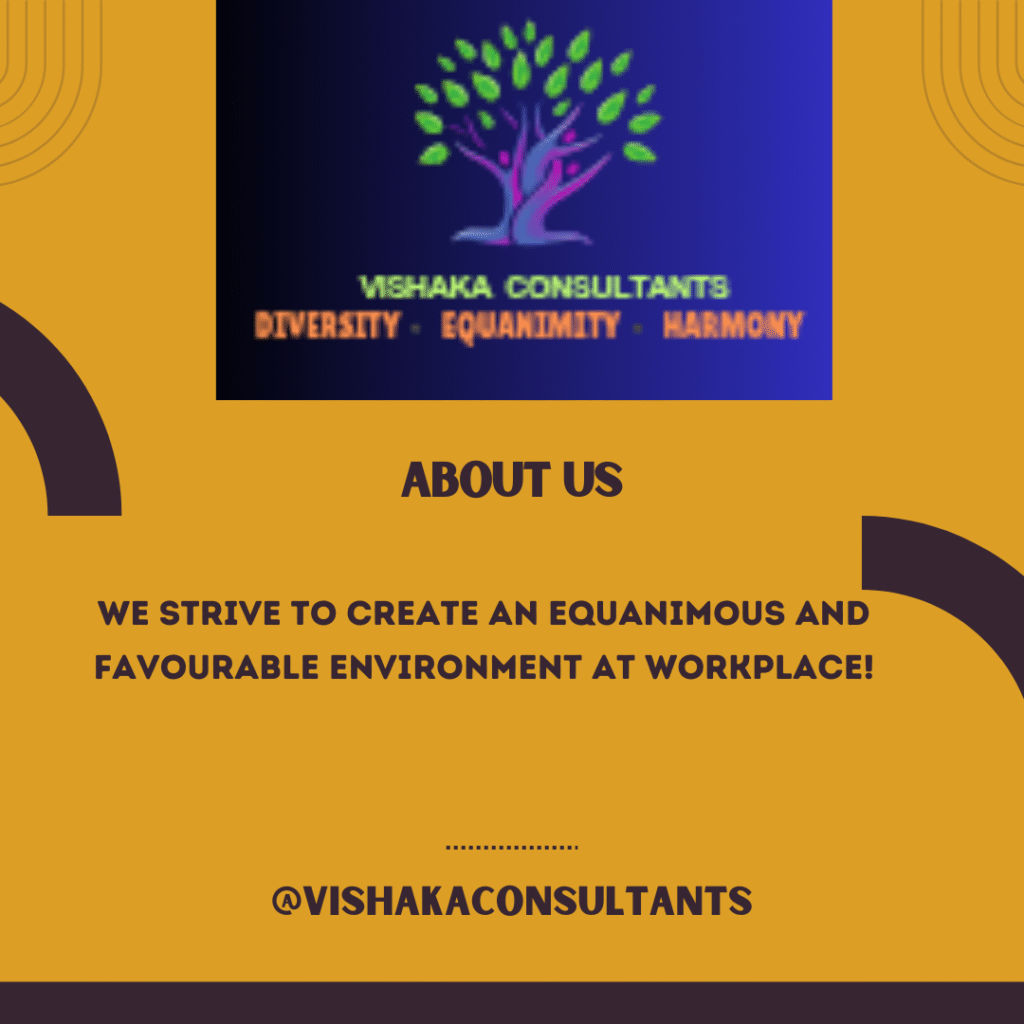 VISHAKA CONSULTANTS
DIVERSITY · EQUANIMITY · HARMONY
ABOUT US
WE STRIVE TO CREATE AN EQUANIMOUS AND
FAVOURABLE ENVIRONMENT AT WORKPLACE!
@VISHAKACONSULTANTS